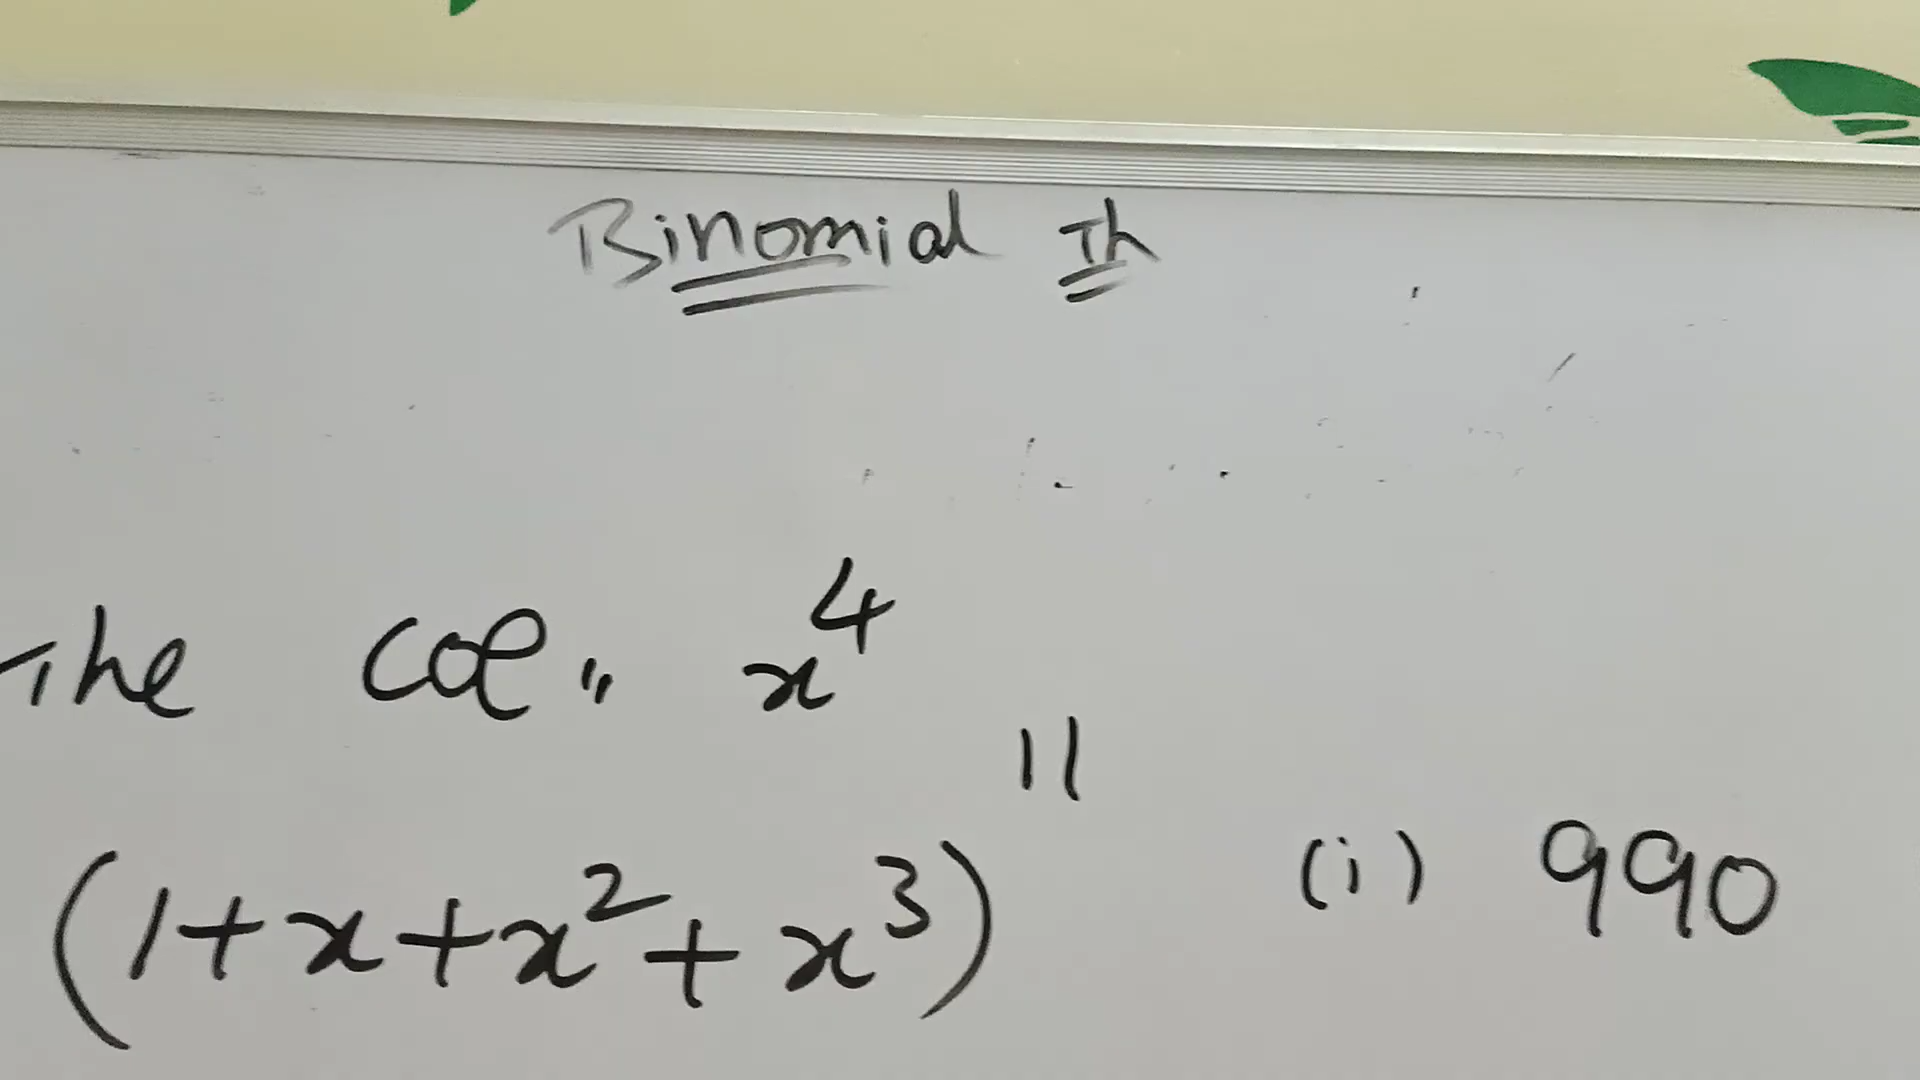 Binomial Th
The coe,, x⁴
(1+x+x²+x³)¹¹ (i) 990